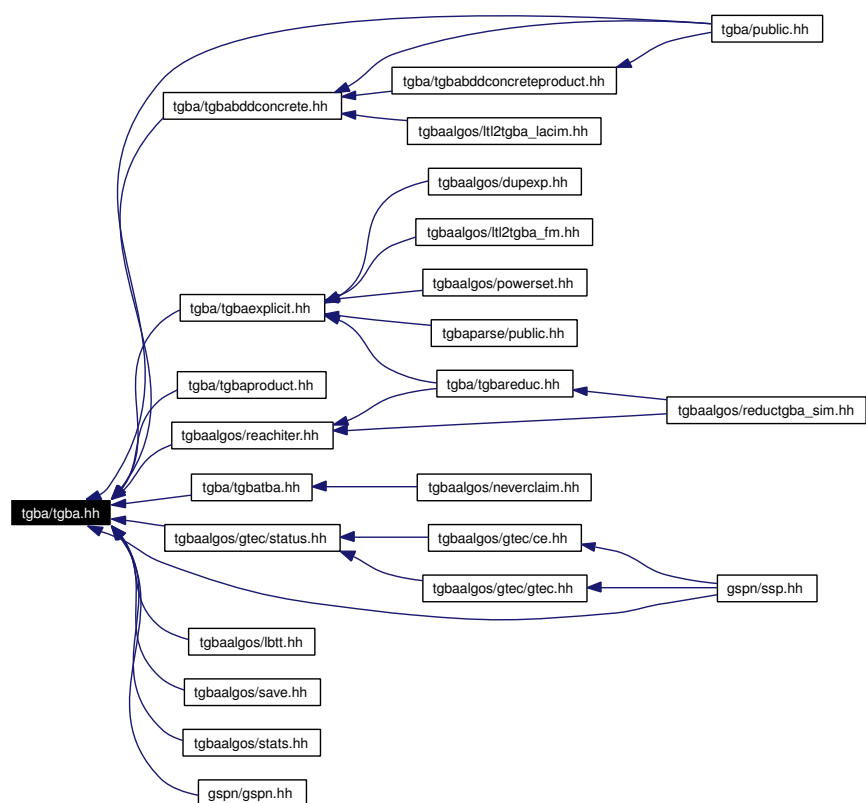 tgba/public.hh
tgba/tgbabddconcreteproduct.hh
tgba/tgbabddconcrete.hh
tgbaalgos/ltl2tgba_lacim.hh
tgbaalgos/dupexp.hh
tgbaalgos/ltl2tgba_fm.hh
tgbaalgos/powerset.hh
tgba/tgbaexplicit.hh
tgbaparse/public.hh
tgba/tgbaproduct.hh
tgba/tgbareduc.hh
tgbaalgos/reductgba_sim.hh
tgbaalgos/reachiter.hh
tgba/tgbatba.hh
tgbaalgos/neverclaim.hh
tgba/tgba.hh
tgbaalgos/gtec/status.hh
tgbaalgos/gtec/ce.hh
tgbaalgos/gtec/gtec.hh
gspn/ssp.hh
tgbaalgos/lbtt.hh
tgbaalgos/save.hh
tgbaalgos/stats.hh
gspn/gspn.hh